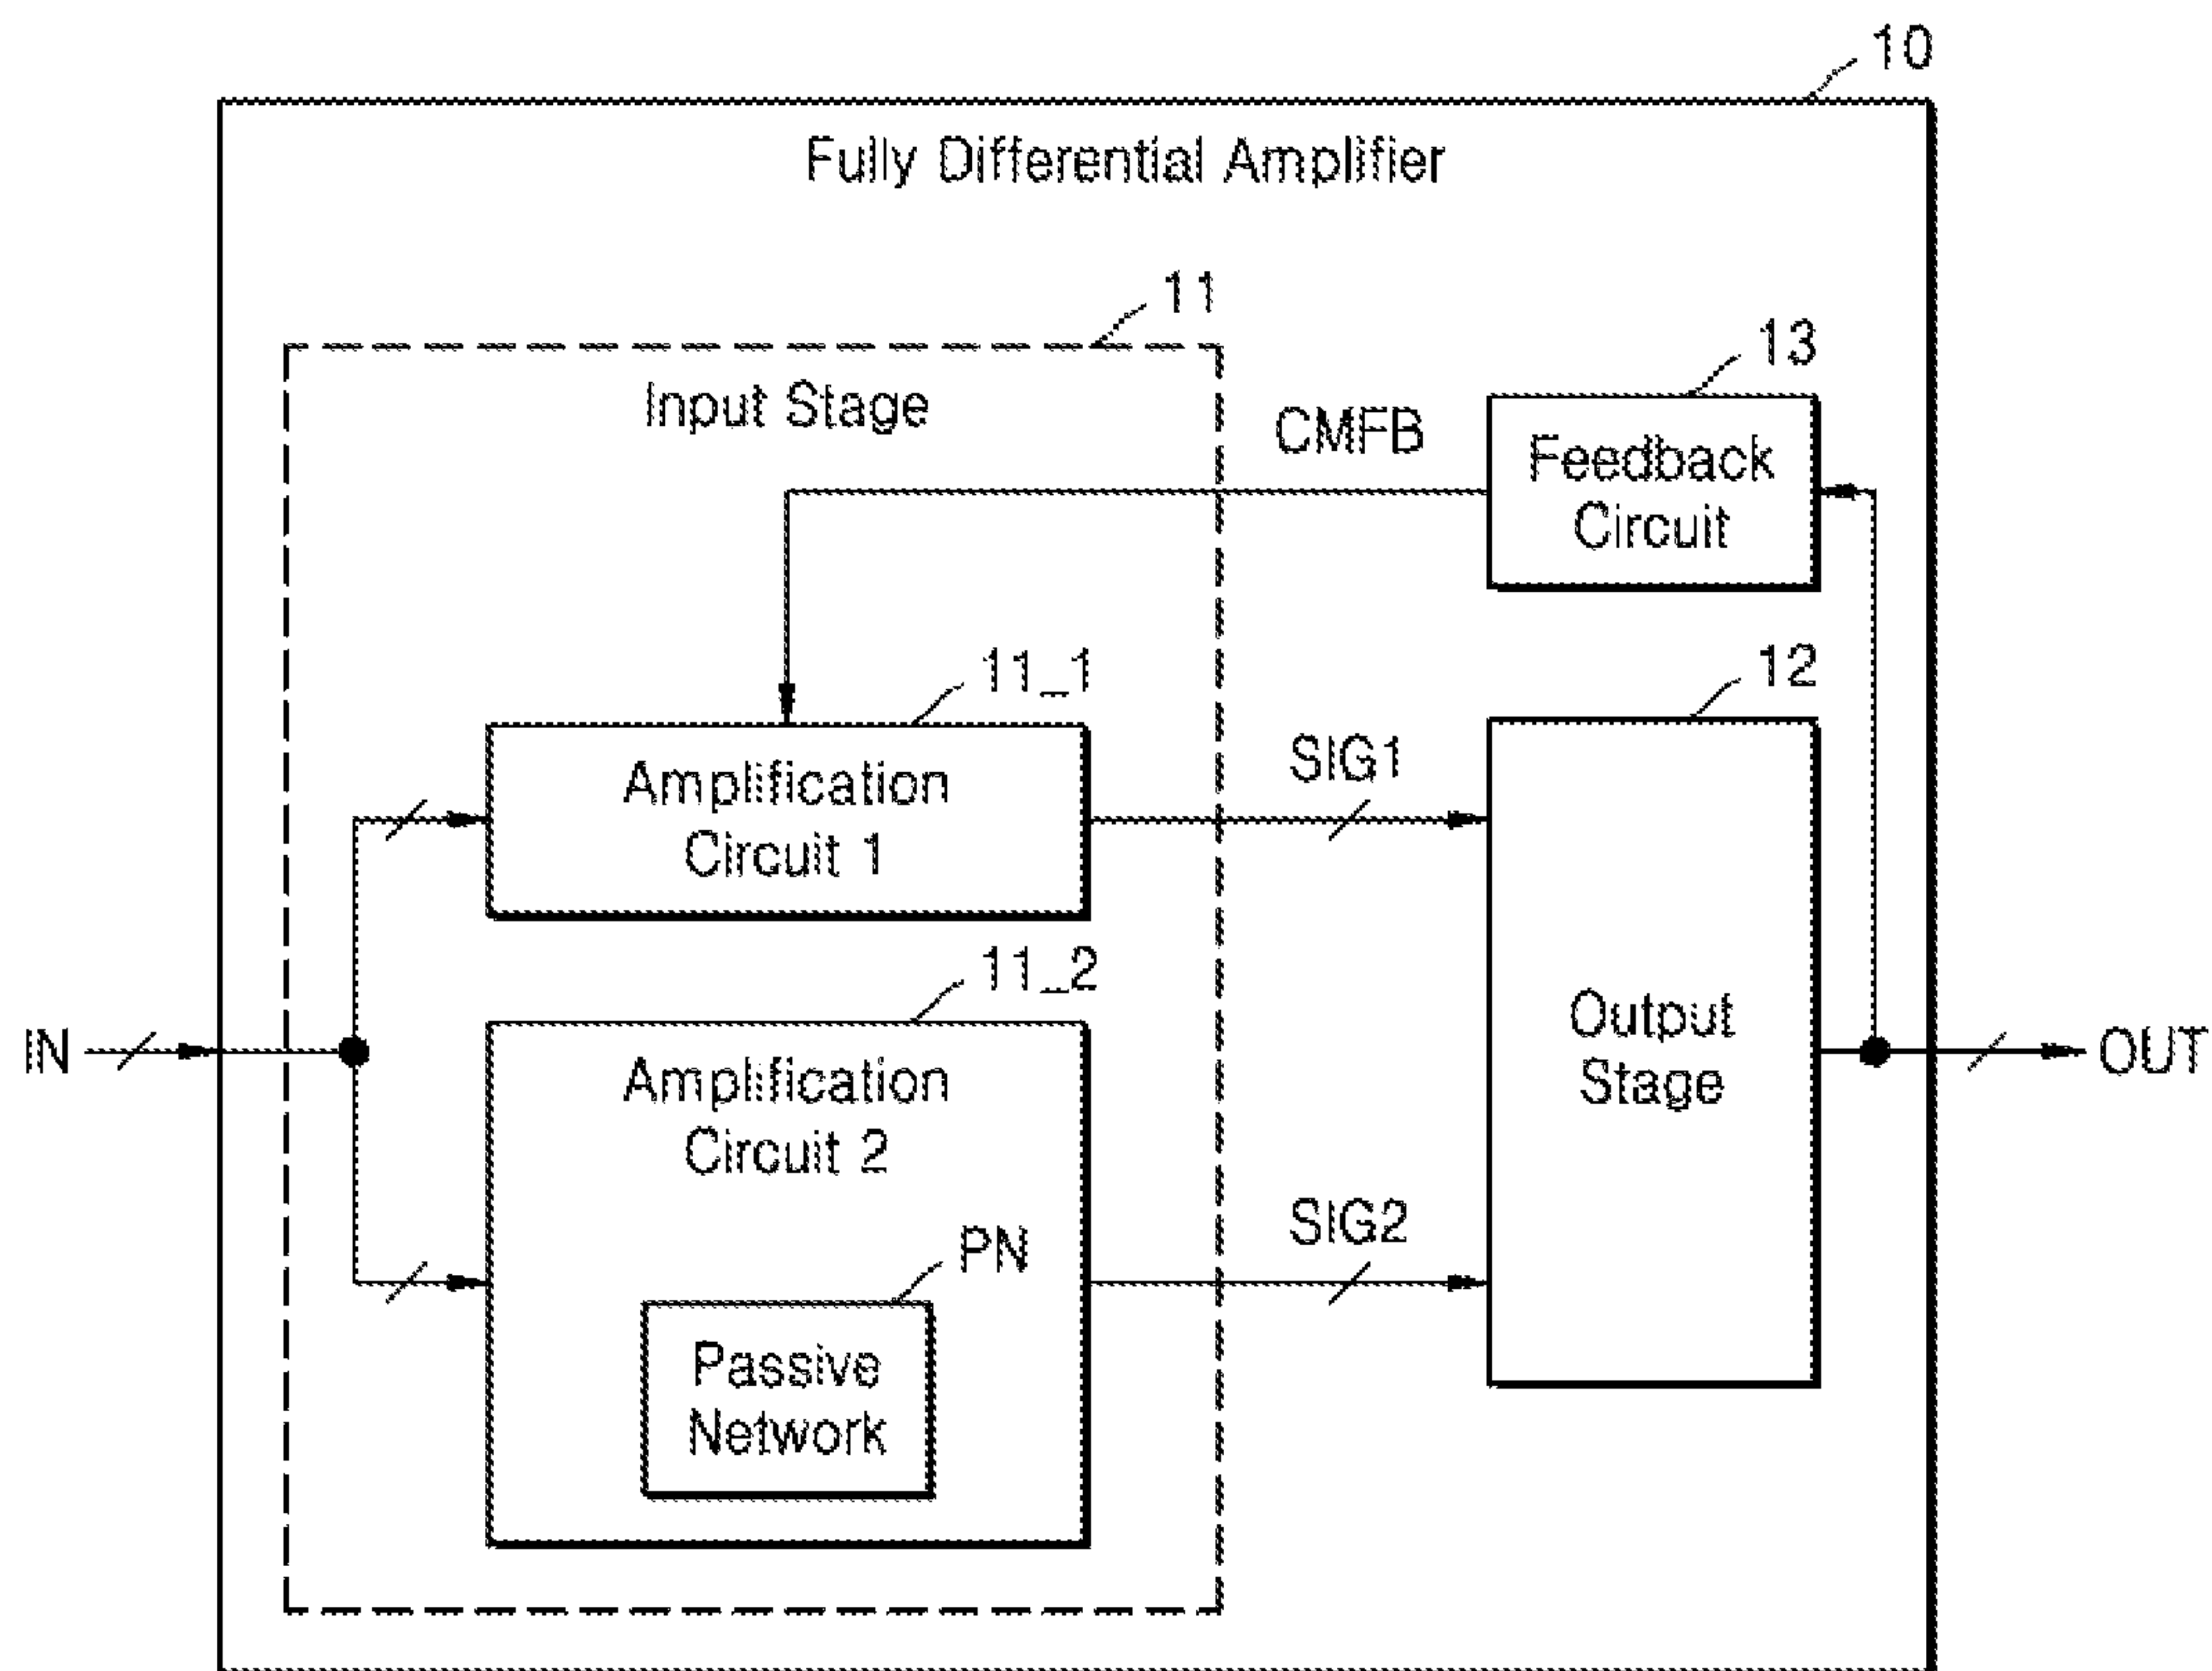 10
Fully Differential Amplifier
11
Input Stage
13
CMFB
Feedback
Circuit
11_1
12
Amplification
Circuit 1
SIG1
11_2
IN
Amplification
Circuit 2
Output
Stage
OUT
SIG2
PN
Passive
Network